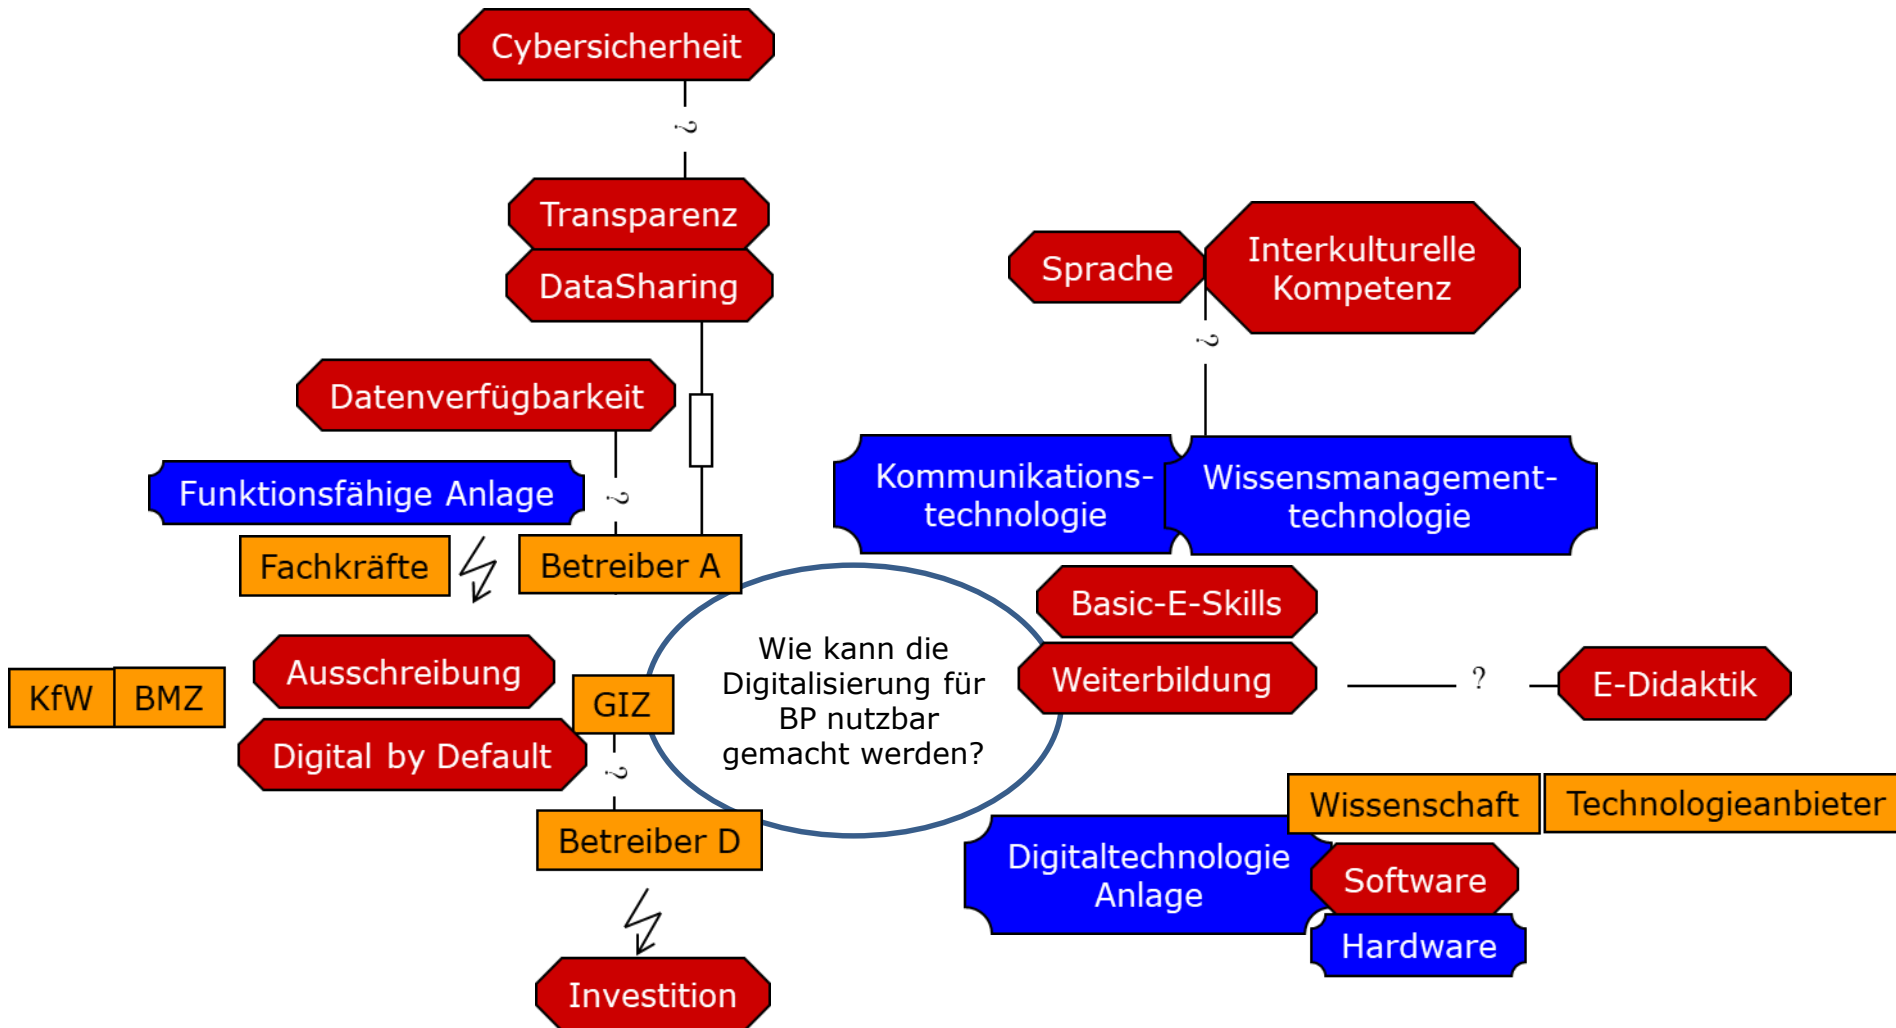 Cybersicherheit
?
Transparenz
DataSharing
Sprache
Interkulturelle
Kompetenz
?
Datenverfügbarkeit
Funktionsfähige Anlage
?
Kommunikations-
technologie
Wissensmanagement-
technologie
Fachkräfte
Betreiber A
Basic-E-Skills
Wie kann die
Digitalisierung für
BP nutzbar
gemacht werden?
Weiterbildung
?
E-Didaktik
KfW
BMZ
Ausschreibung
GIZ
Digital by Default
?
Betreiber D
Wissenschaft
Technologieanbieter
Digitaltechnologie
Anlage
Software
Hardware
Investition